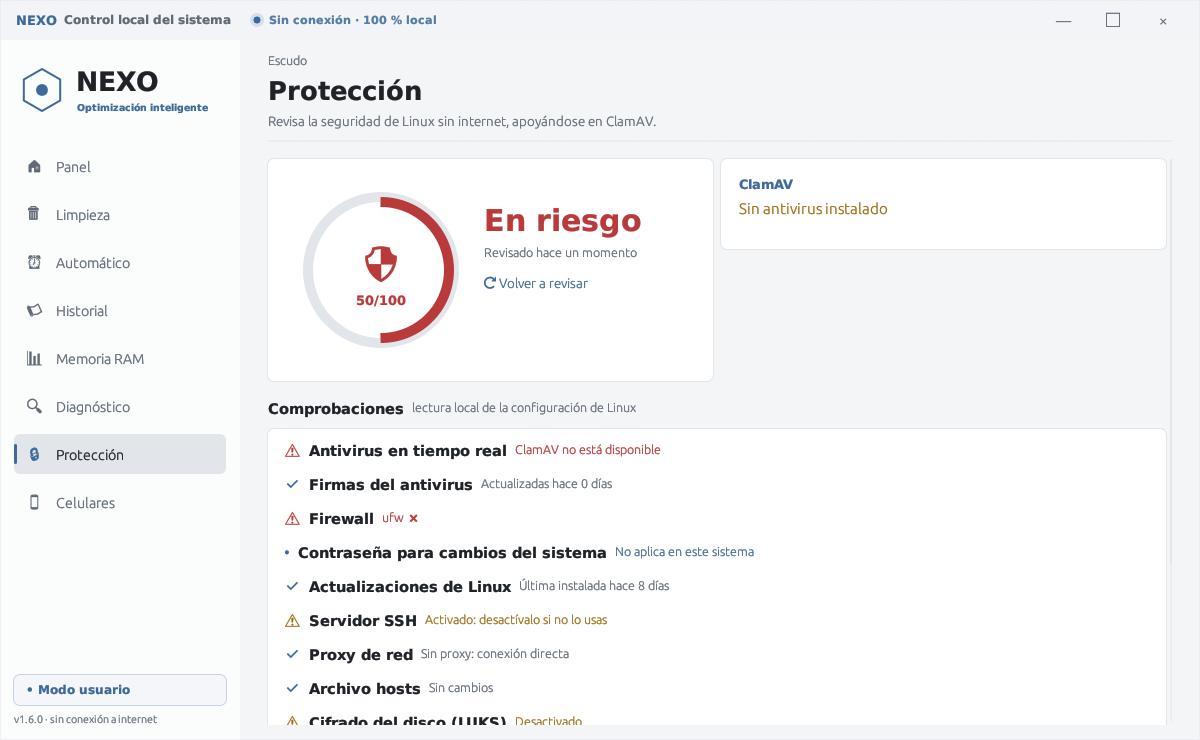 NEXO Control local del sistema Sin conexión · 100 % local
NEXO
Optimización inteligente
Panel
Limpieza
Automático
Historial
Memoria RAM
Diagnóstico
Protección
Celulares
• Modo usuario
v1.6.0 · sin conexión a internet
Escudo
Protección
Revisa la seguridad de Linux sin internet, apoyándose en ClamAV.
50/100
En riesgo
Revisado hace un momento
Volver a revisar
ClamAV
Sin antivirus instalado
Comprobaciones lectura local de la configuración de Linux
Antivirus en tiempo real ClamAV no está disponible
Firmas del antivirus Actualizadas hace 0 días
Firewall ufw ×
• Contraseña para cambios del sistema No aplica en este sistema
Actualizaciones de Linux Última instalada hace 8 días
Servidor SSH Activado: desactívalo si no lo usas
Proxy de red Sin proxy: conexión directa
Archivo hosts Sin cambios
Cifrado del disco (LUKS) Desactivado